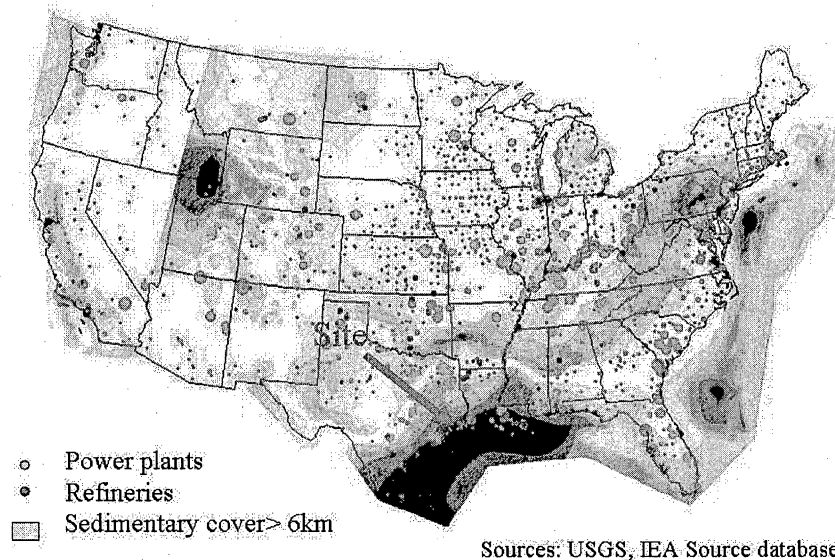 Site
Power plants
Refineries
Sedimentary cover> 6km
Sources: USGS, IEA Source database